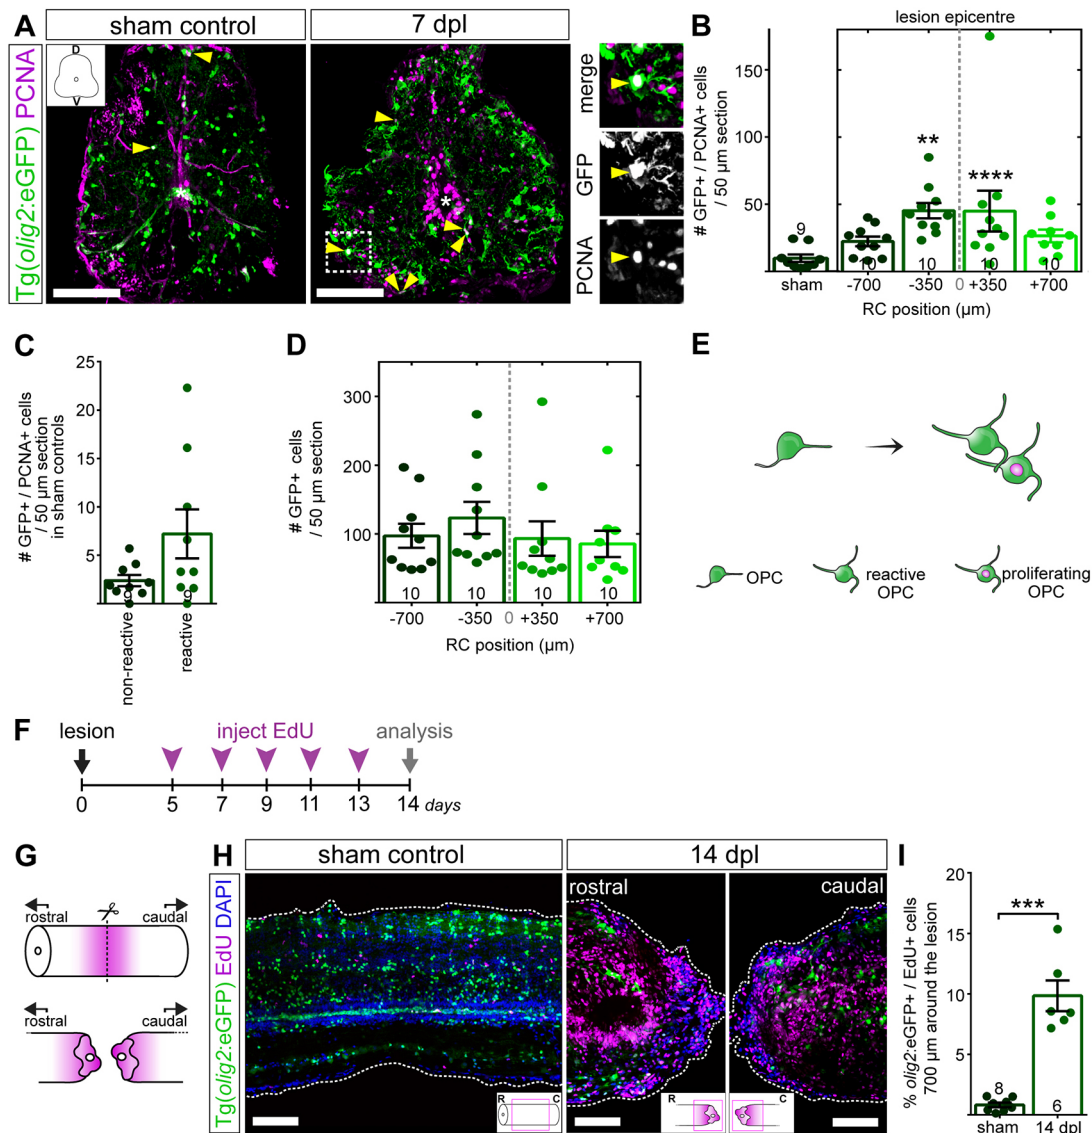 A
sham control
7 dpl
Tg(olig2:eGFP) PCNA
D
V
*
*
merge
GFP
PCNA
B
lesion epicentre
# GFP+ / PCNA+ cells
/ 50 µm section
150
100
50
9
**
****
10
10
10
10
sham
-700
-350
0
+350
+700
RC position (µm)
C
# GFP+ / PCNA+ cells
/ 50 µm section
in sham controls
25
20
15
10
5
9
9
non-reactive
reactive
D
# GFP+ cells
/ 50 µm section
300
200
100
10
10
10
10
-700
-350
0
+350
+700
RC position (µm)
E
OPC
reactive
OPC
proliferating
OPC
F
lesion
inject EdU
analysis
0
5
7
9
11
13
14 days
G
rostral
caudal
rostral
caudal
H
sham control
14 dpl
Tg(olig2:eGFP) EdU DAPI
rostral
caudal
R
C
R
C
I
% olig2:eGFP+ / EdU+ cells
700 µm around the lesion
20
15
10
5
***
8
6
sham
14 dpl